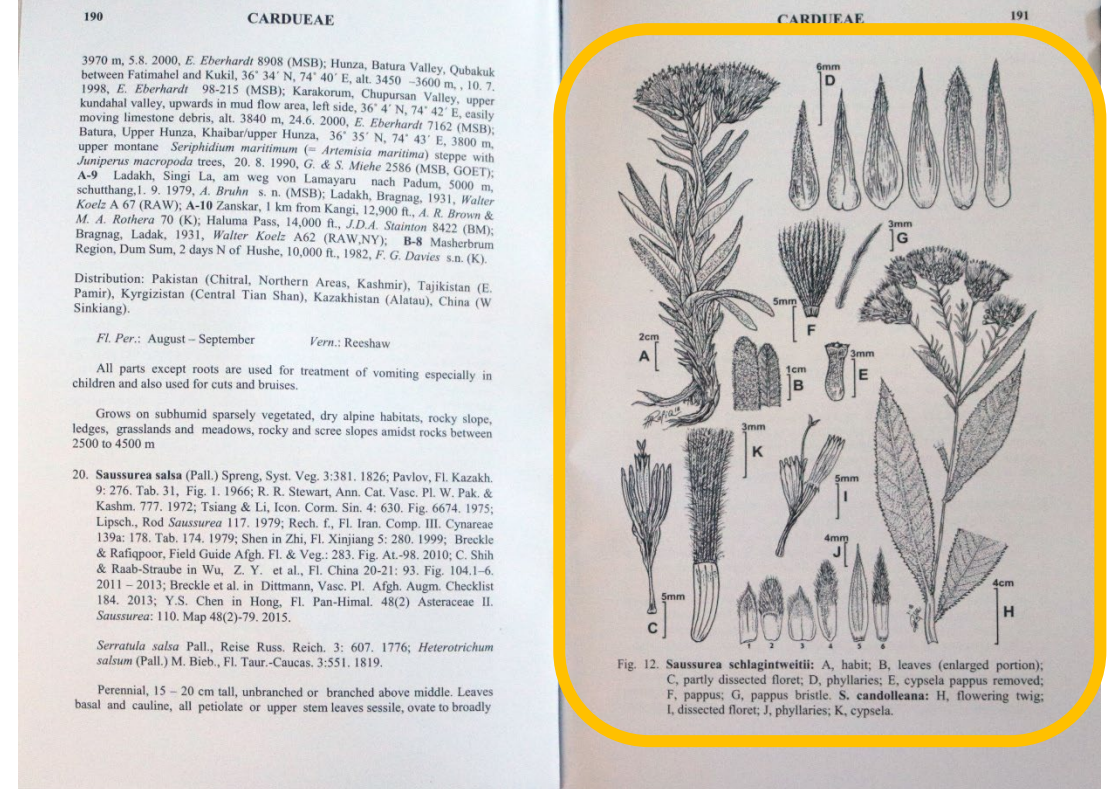 190 CARDUEAE
3970 m, 5.8. 2000, E. Eberhardt 8908 (MSB); Hunza, Batura Valley, Qubakuk
between Fatimahel and Kukil, 36° 34′ N, 74° 40′ E, alt. 3450 –3600 m, , 10. 7.
1998, E. Eberhardt 98-215 (MSB); Karakorum, Chupursan Valley, upper
kundahal valley, upwards in mud flow area, left side, 36° 4′ N, 74° 42′ E, easily
moving limestone debris, alt. 3840 m, 24.6. 2000, E. Eberhardt 7162 (MSB);
Batura, Upper Hunza, Khaibar/upper Hunza, 36° 35′ N, 74° 43′ E, 3800 m,
upper montane Seriphidium maritimum (= Artemisia maritima) steppe with
Juniperus macropoda trees, 20. 8. 1990, G. & S. Miehe 2586 (MSB, GOET);
A-9 Ladakh, Singi La, am weg von Lamayaru nach Padum, 5000 m,
schutthang,1. 9. 1979, A. Bruhn s. n. (MSB); Ladakh, Bragnag, 1931, Walter
Koelz A 67 (RAW); A-10 Zanskar, 1 km from Kangi, 12,900 ft., A. R. Brown &
M. A. Rothera 70 (K); Haluma Pass, 14,000 ft., J.D.A. Stainton 8422 (BM);
Bragnag, Ladak, 1931, Walter Koelz A62 (RAW,NY); B-8 Masherbrum
Region, Dum Sum, 2 days N of Hushe, 10,000 ft., 1982, F. G. Davies s.n. (K).
Distribution: Pakistan (Chitral, Northern Areas, Kashmir), Tajikistan (E.
Pamir), Kyrgizistan (Central Tian Shan), Kazakhistan (Alatau), China (W
Sinkiang).
Fl. Per.: August – September Vern.: Reeshaw
All parts except roots are used for treatment of vomiting especially in
children and also used for cuts and bruises.
Grows on subhumid sparsely vegetated, dry alpine habitats, rocky slope,
ledges, grasslands and meadows, rocky and scree slopes amidst rocks between
2500 to 4500 m
20. Saussurea salsa (Pall.) Spreng, Syst. Veg. 3:381. 1826; Pavlov, Fl. Kazakh.
9: 276. Tab. 31, Fig. 1. 1966; R. R. Stewart, Ann. Cat. Vasc. Pl. W. Pak. &
Kashm. 777. 1972; Tsiang & Li, Icon. Corm. Sin. 4: 630. Fig. 6674. 1975;
Lipsch., Rod Saussurea 117. 1979; Rech. f., Fl. Iran. Comp. III. Cynareae
139a: 178. Tab. 174. 1979; Shen in Zhi, Fl. Xinjiang 5: 280. 1999; Breckle
& Rafiqpoor, Field Guide Afgh. Fl. & Veg.: 283. Fig. At.-98. 2010; C. Shih
& Raab-Straube in Wu, Z. Y. et al., Fl. China 20-21: 93. Fig. 104.1–6.
2011 – 2013; Breckle et al. in Dittmann, Vasc. Pl. Afgh. Augm. Checklist
184. 2013; Y.S. Chen in Hong, Fl. Pan-Himal. 48(2) Asteraceae II.
Saussurea: 110. Map 48(2)-79. 2015.
Serratula salsa Pall., Reise Russ. Reich. 3: 607. 1776; Heterotrichum
salsum (Pall.) M. Bieb., Fl. Taur.-Caucas. 3:551. 1819.
Perennial, 15 – 20 cm tall, unbranched or branched above middle. Leaves
basal and cauline, all petiolate or upper stem leaves sessile, ovate to broadly
CARDUEAE 191
6mm
D
3mm
G
5mm
F
2cm
A
1cm
B
3mm
E
3mm
K
5mm
I
4mm
J
5mm
C
1 2 3 4 5 6
4cm
H
Fig. 12. Saussurea schlagintweitii: A, habit; B, leaves (enlarged portion);
C, partly dissected floret; D, phyllaries; E, cypsela pappus removed;
F, pappus; G, pappus bristle. S. candolleana: H, flowering twig;
I, dissected floret; J, phyllaries; K, cypsela.